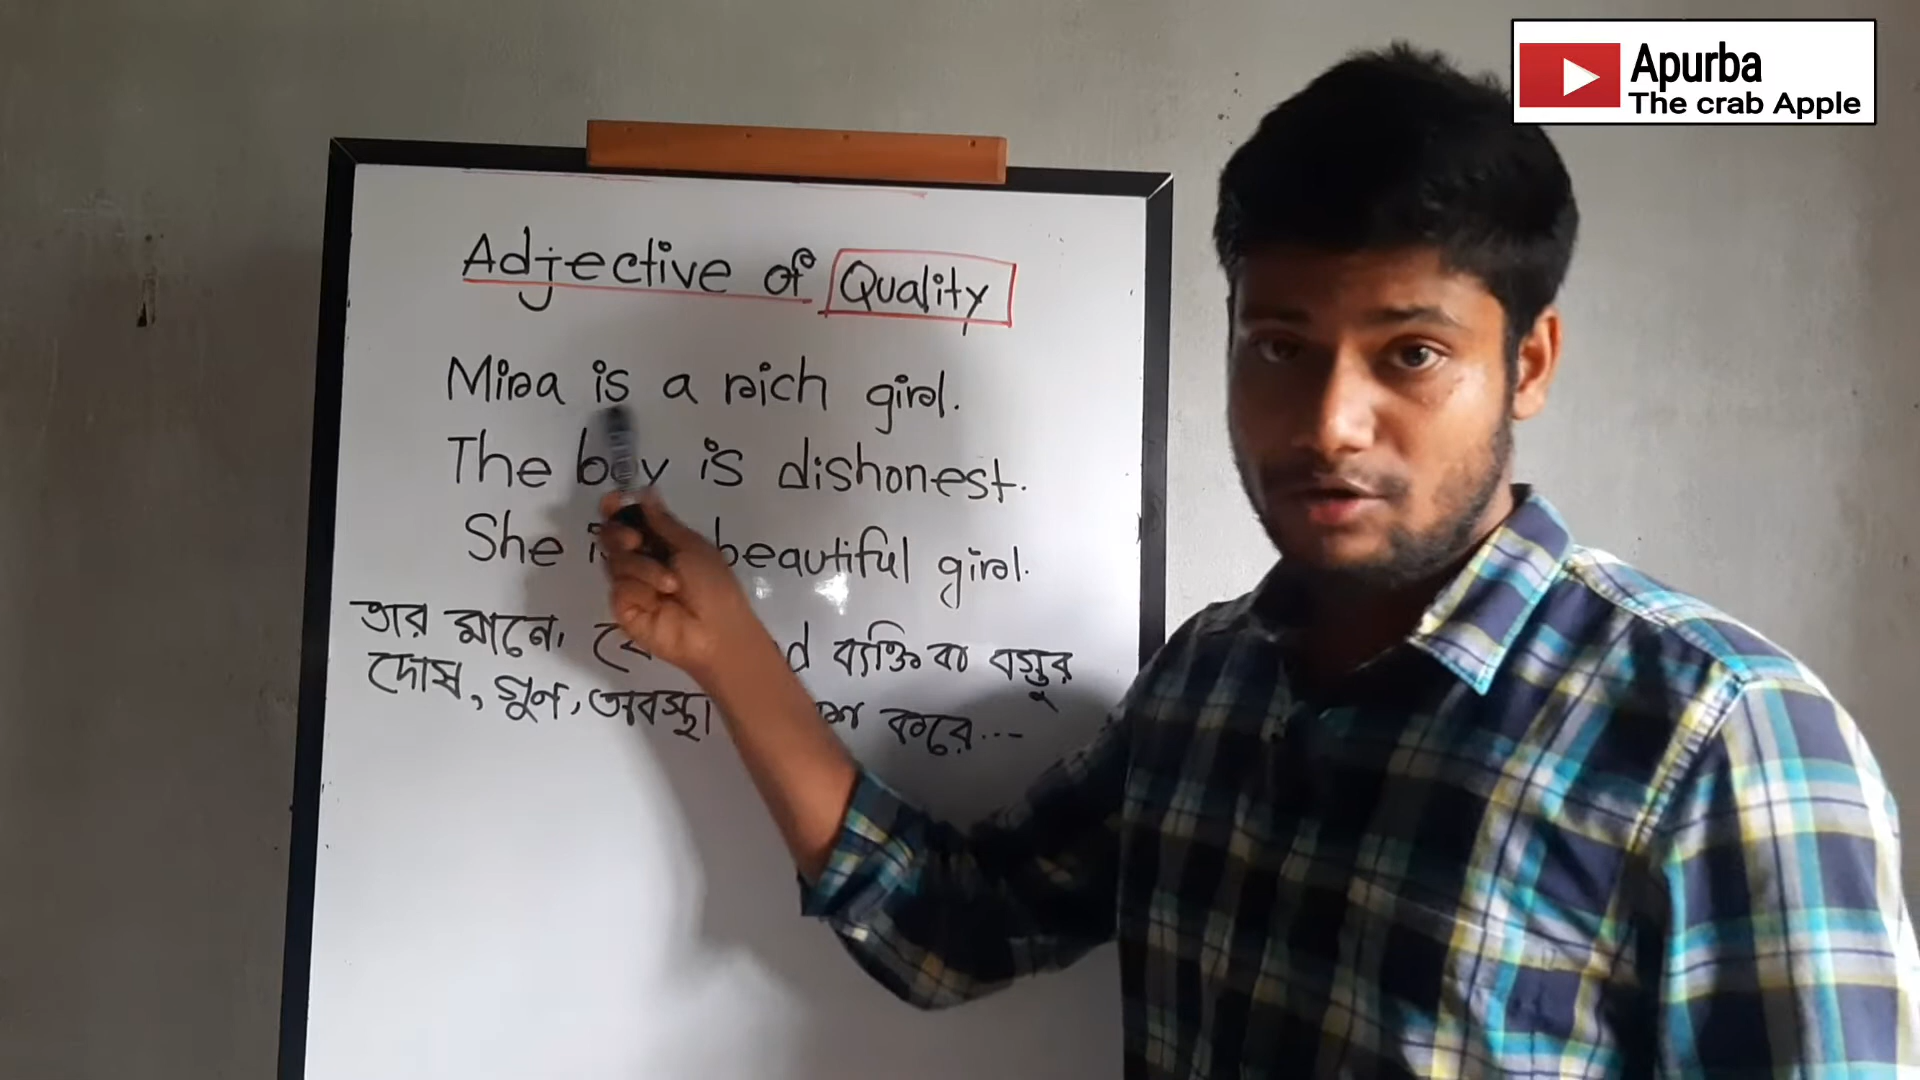 Apurba
The crab Apple
Adjective of Quality
Mira is a rich girl.
The boy is dishonest.
She is beautiful girl.
তার মানে, ব্যক্তি বা বস্তুর
দোষ, গুন, অবস্থা করে...